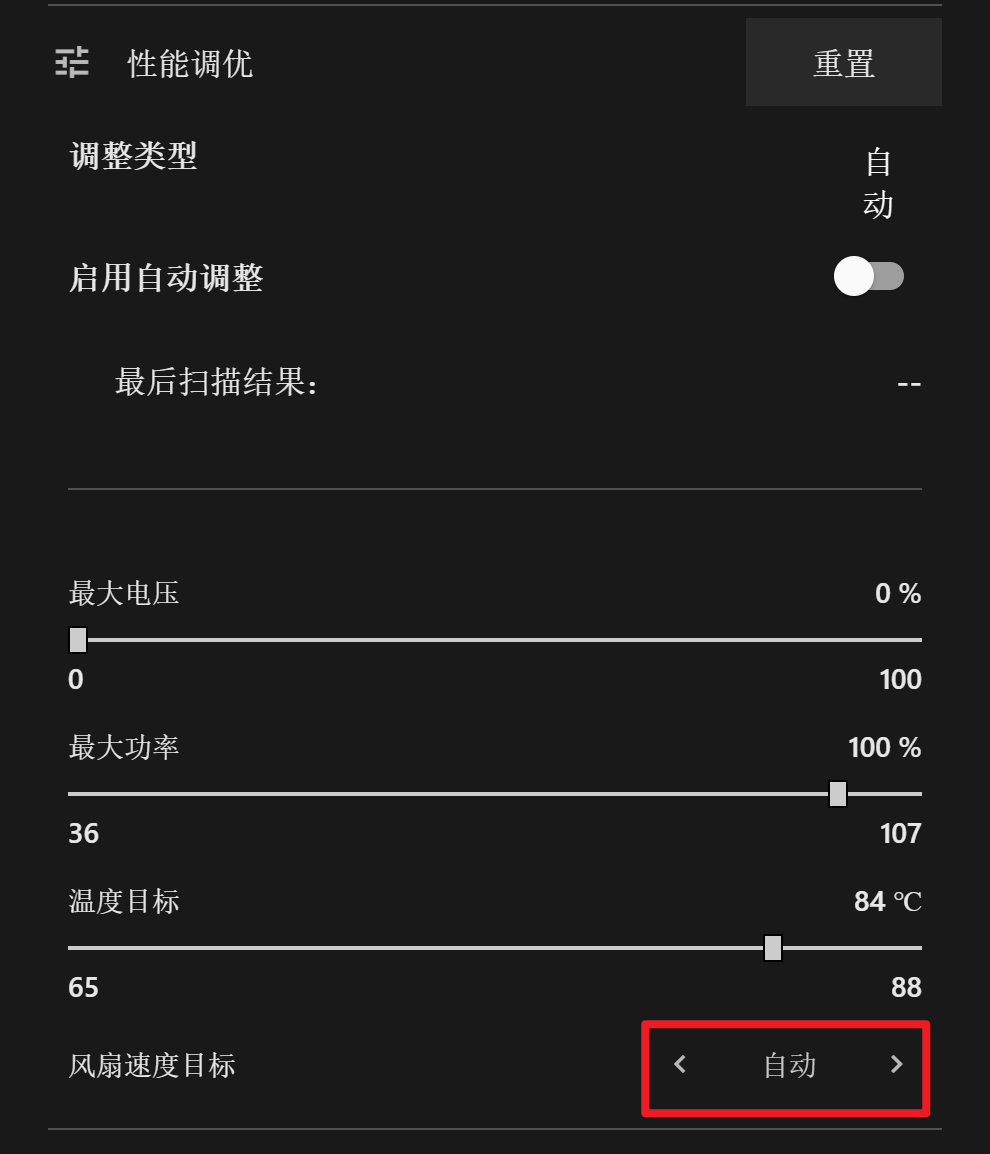 性能调优
重置
调整类型
自
动
启用自动调整
最后扫描结果：
--
最大电压
0 %
0
100
最大功率
100 %
36
107
温度目标
84 ℃
65
88
风扇速度目标
自动